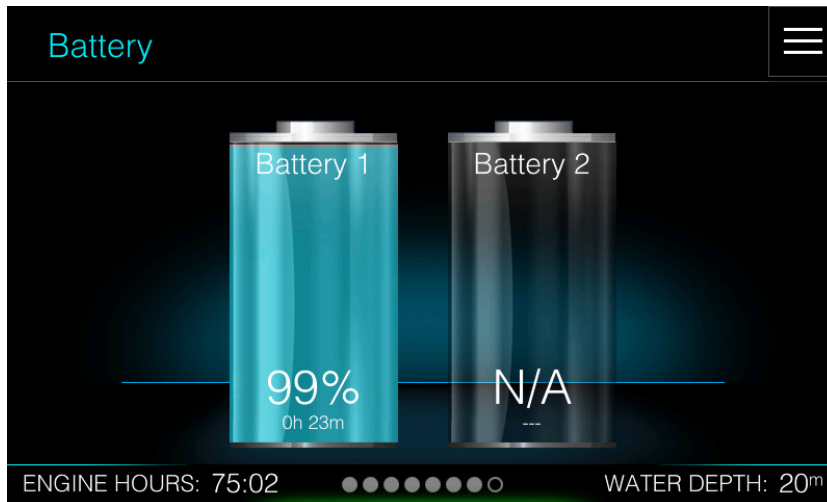 Battery
Battery 1
Battery 2
99%
N/A
0h 23m
---
ENGINE HOURS: 75:02
WATER DEPTH: 20m